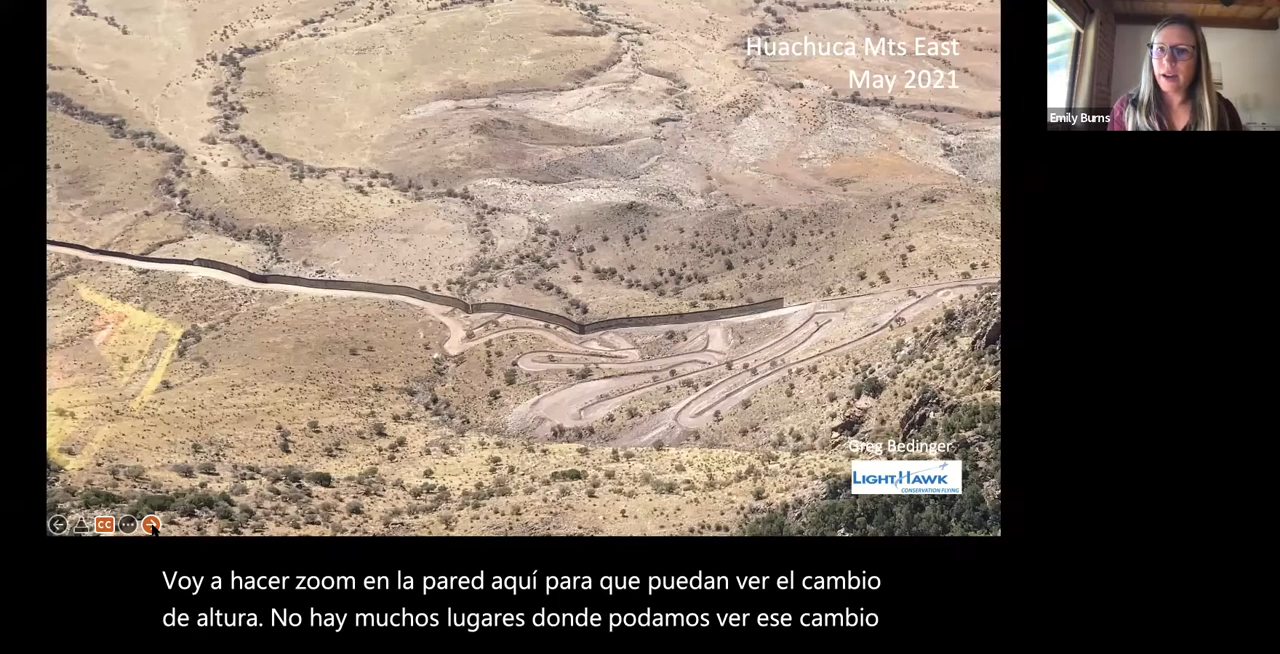 Huachuca Mts East
May 2021
Emily Burns
Greg Bedinger
LIGHTHAWK
CONSERVATION FLYING
CC
Voy a hacer zoom en la pared aquí para que puedan ver el cambio
de altura. No hay muchos lugares donde podamos ver ese cambio